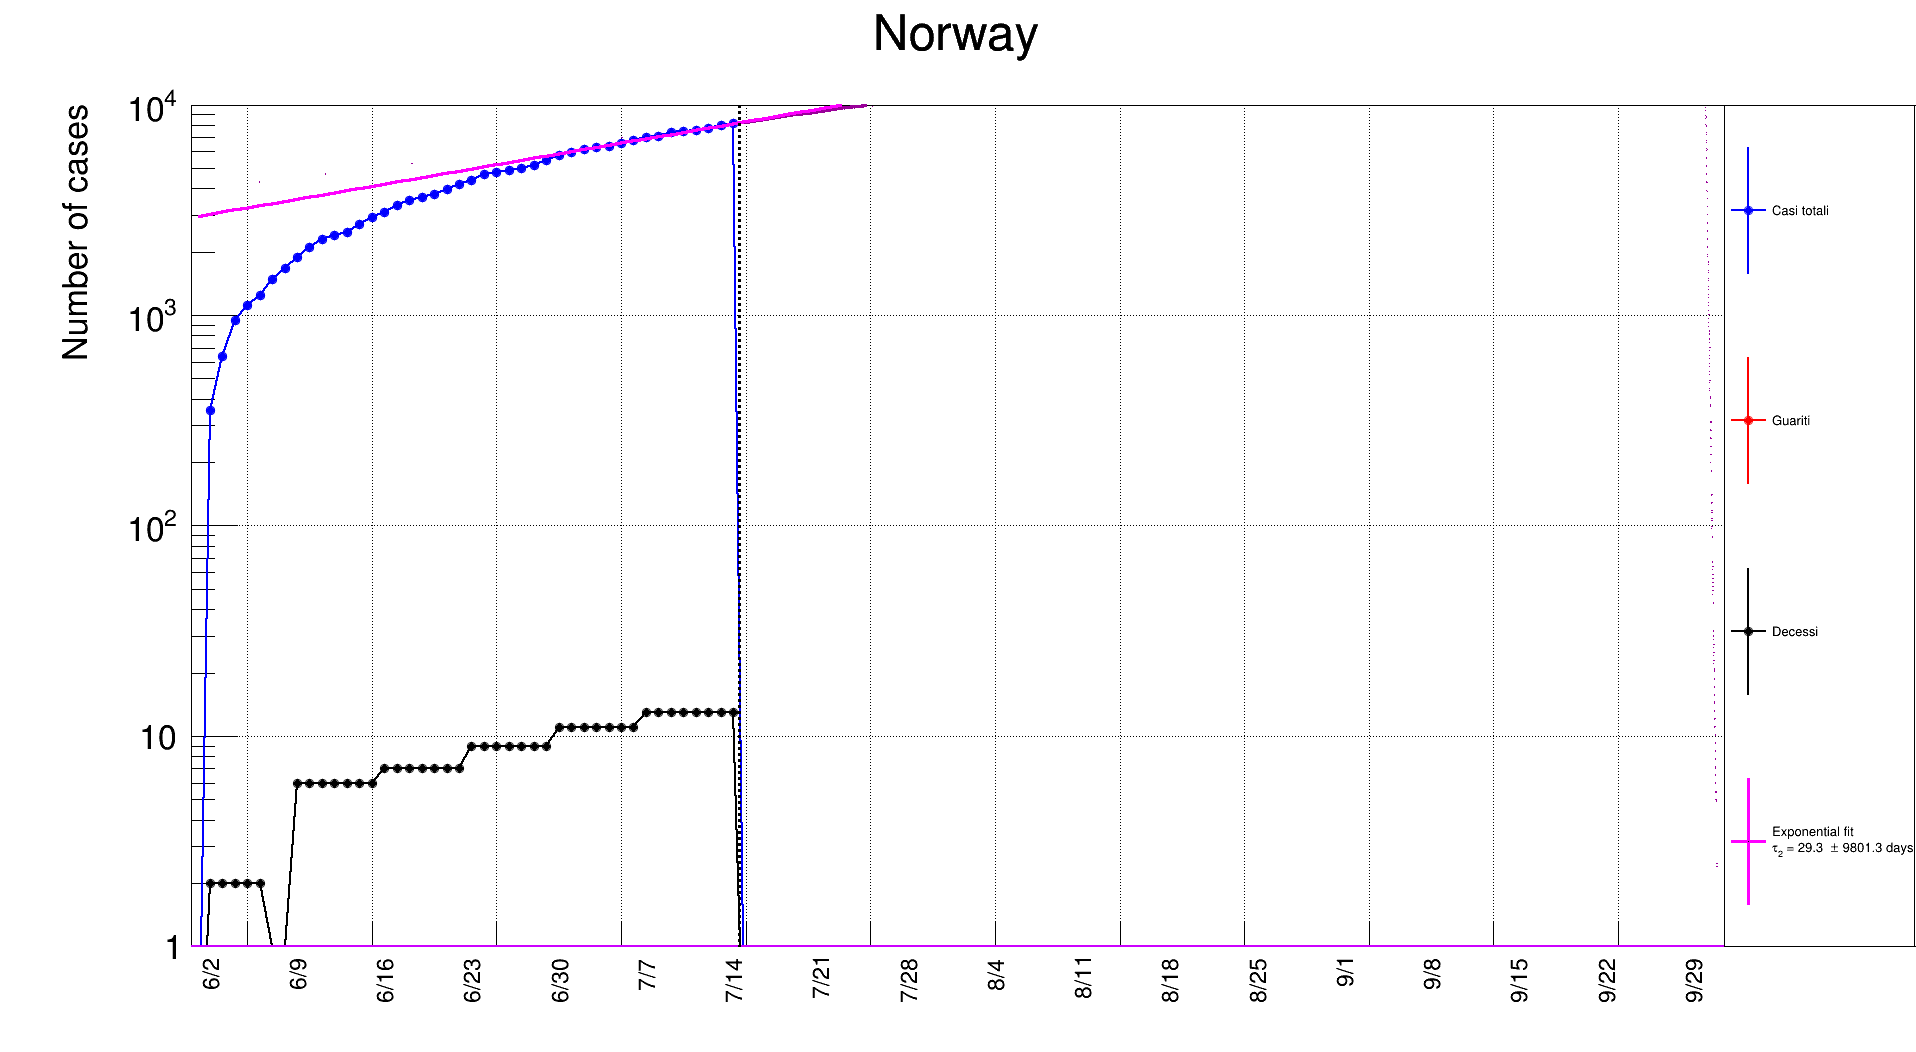 Norway
Number of cases
10^4
10^3
10^2
10
1
6/2 6/9 6/16 6/23 6/30 7/7 7/14 7/21 7/28 8/4 8/11 8/18 8/25 9/1 9/8 9/15 9/22 9/29
Casi totali
Guariti
Decessi
Exponential fit
τ₂ = 29.3 ± 9801.3 days